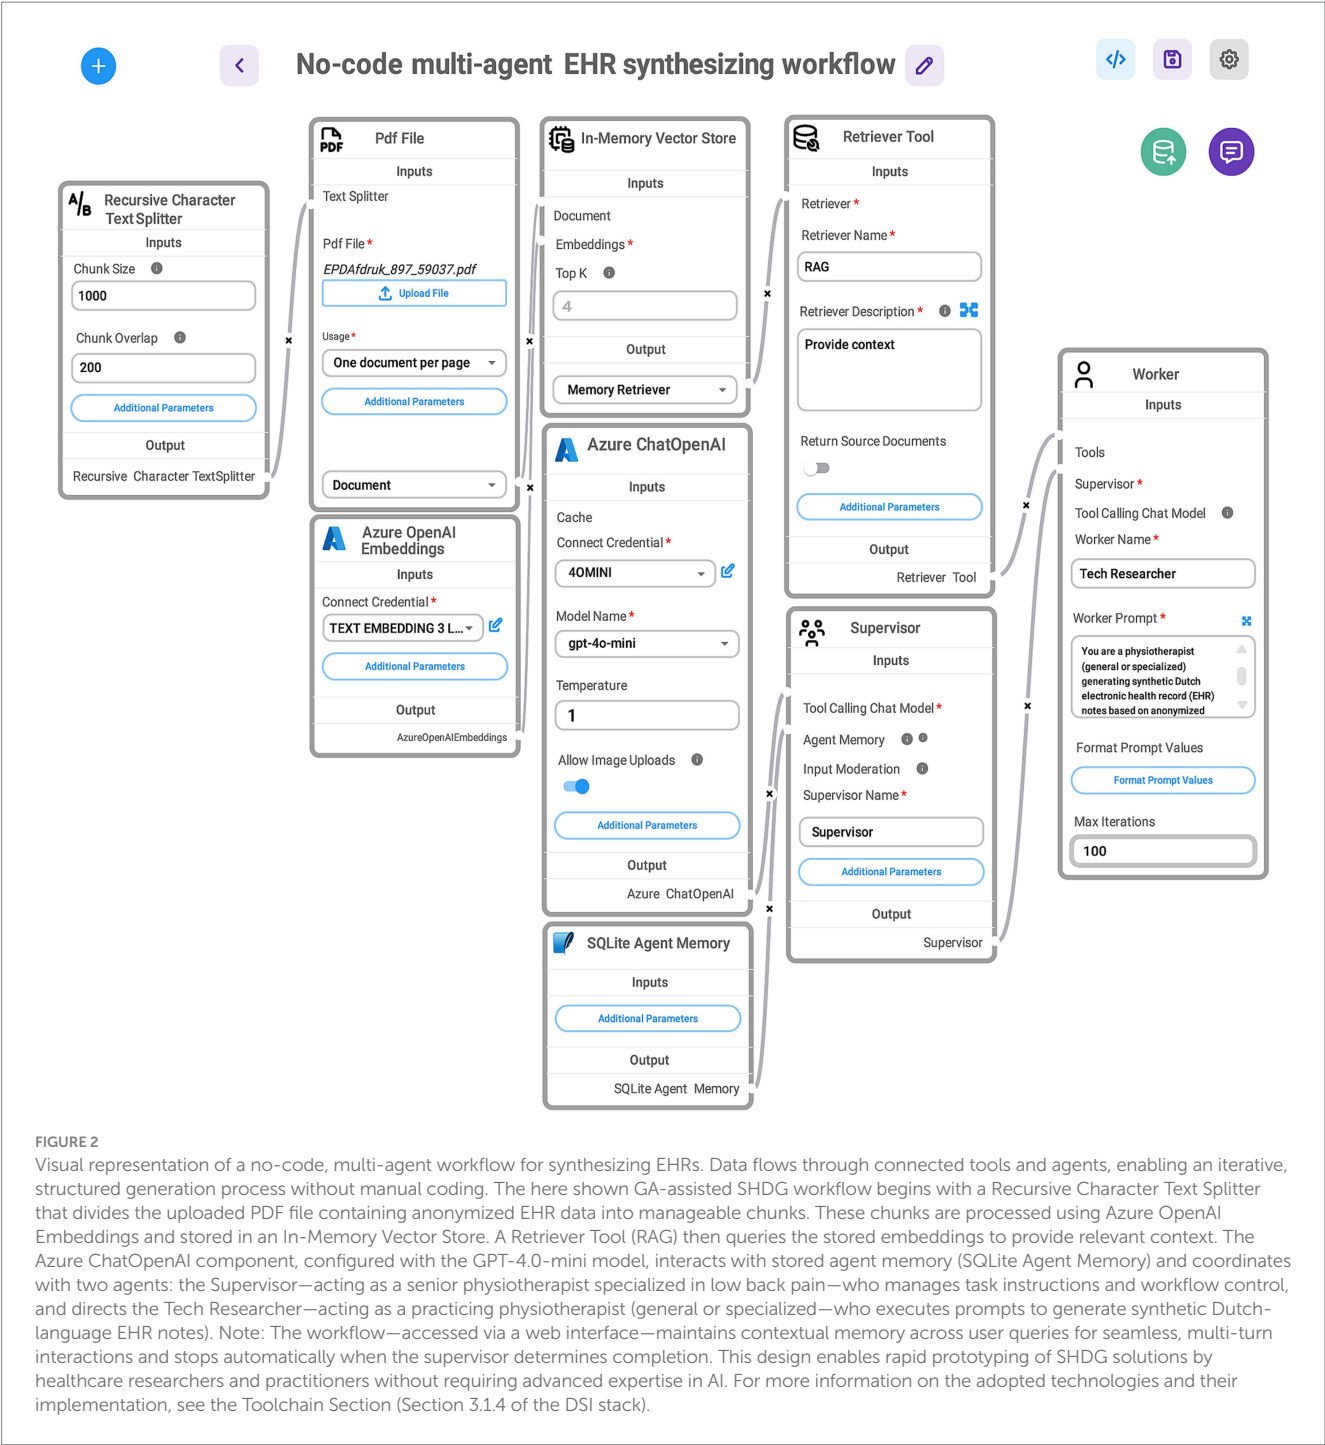 No-code multi-agent EHR synthesizing workflow
Recursive Character
Text Splitter
Inputs
Chunk Size
1000
Chunk Overlap
200
Additional Parameters
Output
Recursive Character TextSplitter
PDF
Pdf File
Inputs
Text Splitter
Pdf File *
EPDAfdruk_897_59037.pdf
Upload File
Usage *
One document per page
Additional Parameters
Document
Azure OpenAI
Embeddings
Inputs
Connect Credential *
TEXT EMBEDDING 3 L...
Additional Parameters
Output
AzureOpenAIEmbeddings
In-Memory Vector Store
Inputs
Document
Embeddings *
Top K
4
Output
Memory Retriever
Azure ChatOpenAI
Inputs
Cache
Connect Credential *
4OMINI
Model Name *
gpt-4o-mini
Temperature
1
Allow Image Uploads
Additional Parameters
Output
Azure ChatOpenAI
SQLite Agent Memory
Inputs
Additional Parameters
Output
SQLite Agent Memory
Retriever Tool
Inputs
Retriever *
Retriever Name *
RAG
Retriever Description *
Provide context
Return Source Documents
Additional Parameters
Output
Retriever Tool
Supervisor
Inputs
Tool Calling Chat Model *
Agent Memory
Input Moderation
Supervisor Name *
Supervisor
Additional Parameters
Output
Supervisor
Worker
Inputs
Tools
Supervisor *
Tool Calling Chat Model
Worker Name *
Tech Researcher
Worker Prompt *
You are a physiotherapist
(general or specialized)
generating synthetic Dutch
electronic health record (EHR)
notes based on anonymized
Format Prompt Values
Format Prompt Values
Max Iterations
100
FIGURE 2
Visual representation of a no-code, multi-agent workflow for synthesizing EHRs. Data flows through connected tools and agents, enabling an iterative,
structured generation process without manual coding. The here shown GA-assisted SHDG workflow begins with a Recursive Character Text Splitter
that divides the uploaded PDF file containing anonymized EHR data into manageable chunks. These chunks are processed using Azure OpenAI
Embeddings and stored in an In-Memory Vector Store. A Retriever Tool (RAG) then queries the stored embeddings to provide relevant context. The
Azure ChatOpenAI component, configured with the GPT-4.0-mini model, interacts with stored agent memory (SQLite Agent Memory) and coordinates
with two agents: the Supervisor—acting as a senior physiotherapist specialized in low back pain—who manages task instructions and workflow control,
and directs the Tech Researcher—acting as a practicing physiotherapist (general or specialized—who executes prompts to generate synthetic Dutch-
language EHR notes). Note: The workflow—accessed via a web interface—maintains contextual memory across user queries for seamless, multi-turn
interactions and stops automatically when the supervisor determines completion. This design enables rapid prototyping of SHDG solutions by
healthcare researchers and practitioners without requiring advanced expertise in AI. For more information on the adopted technologies and their
implementation, see the Toolchain Section (Section 3.1.4 of the DSI stack).